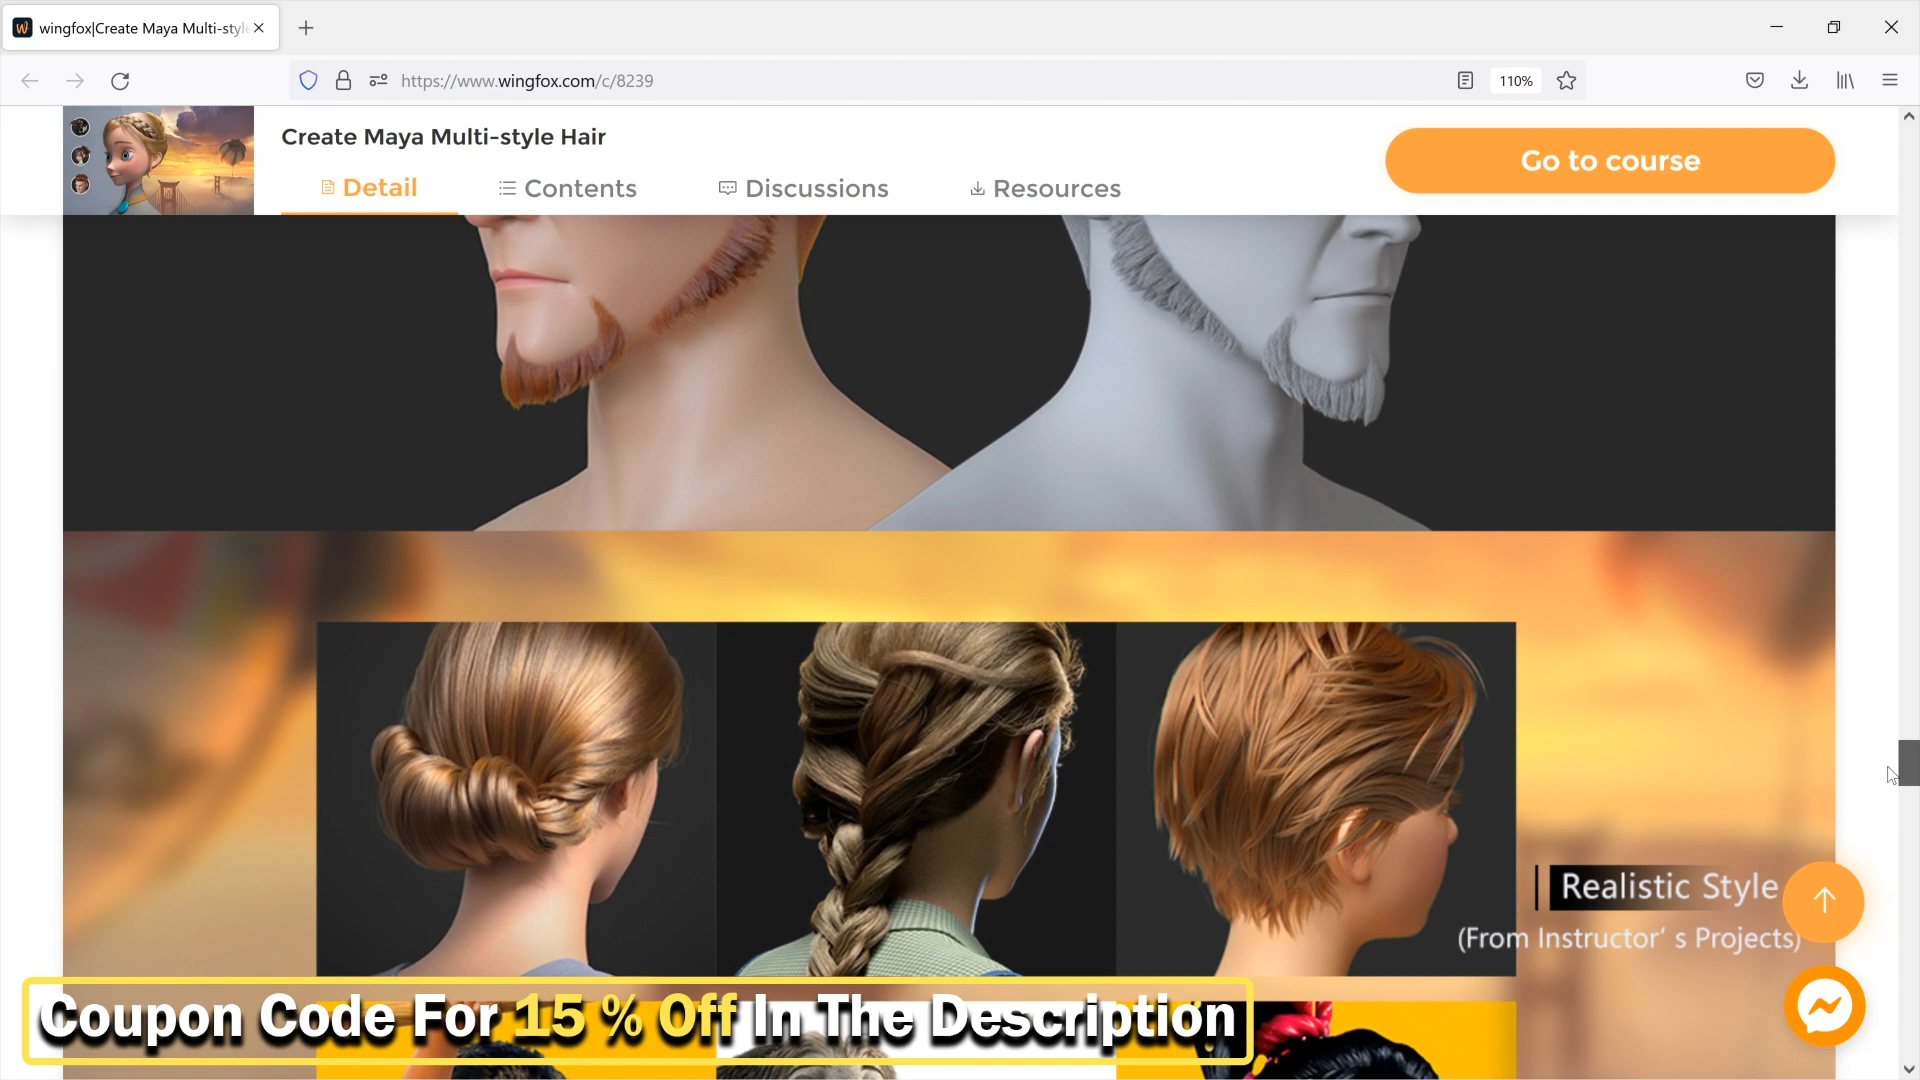 wingfox|Create Maya Multi-style
https://www.wingfox.com/c/8239
110%
Create Maya Multi-style Hair
Detail
Contents
Discussions
Resources
Go to course
Realistic Style
(From Instructor' s Projects)
Coupon Code For 15 % Off In The Description